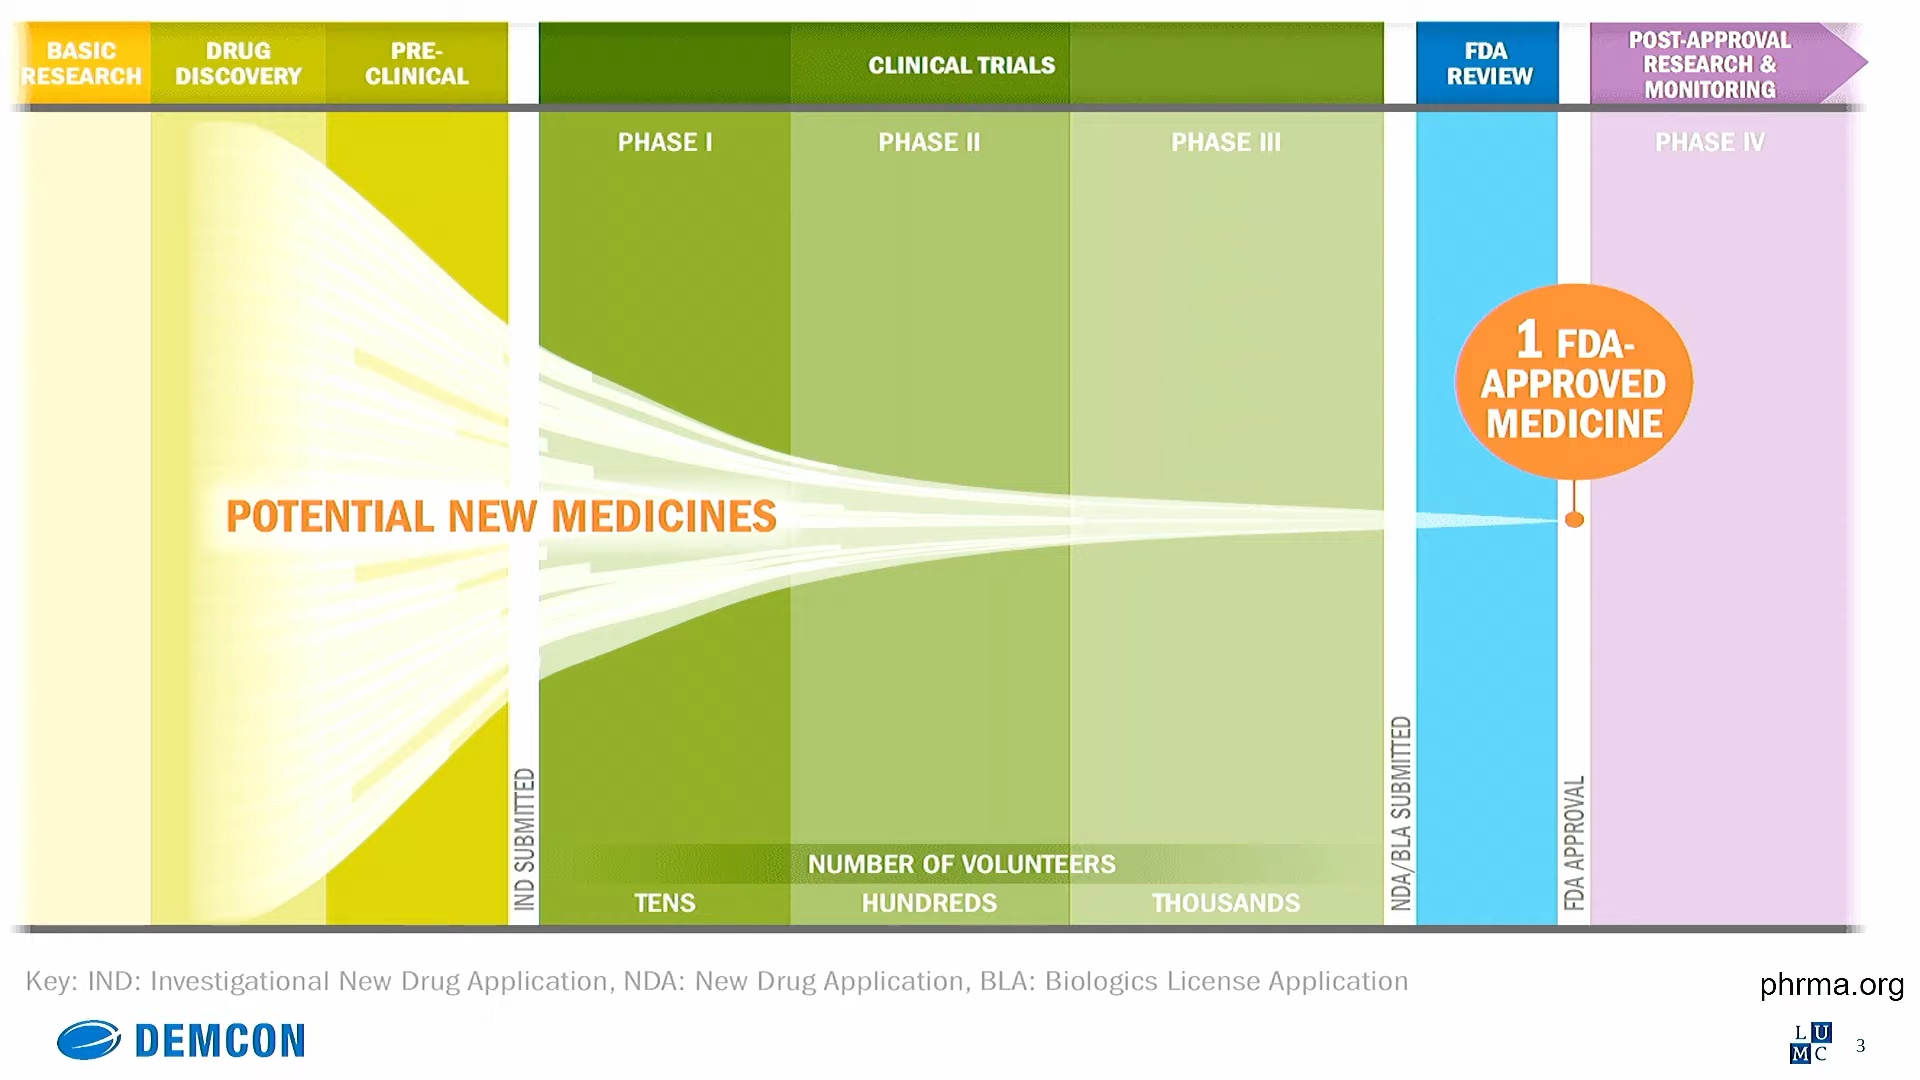 BASIC
RESEARCH
DRUG
DISCOVERY
PRE-
CLINICAL
CLINICAL TRIALS
FDA
REVIEW
POST-APPROVAL
RESEARCH &
MONITORING
PHASE I
PHASE II
PHASE III
PHASE IV
1 FDA-
APPROVED
MEDICINE
POTENTIAL NEW MEDICINES
IND SUBMITTED
NDA/BLA SUBMITTED
FDA APPROVAL
NUMBER OF VOLUNTEERS
TENS
HUNDREDS
THOUSANDS
Key: IND: Investigational New Drug Application, NDA: New Drug Application, BLA: Biologics License Application
phrma.org
DEMCON
L U
M C
3